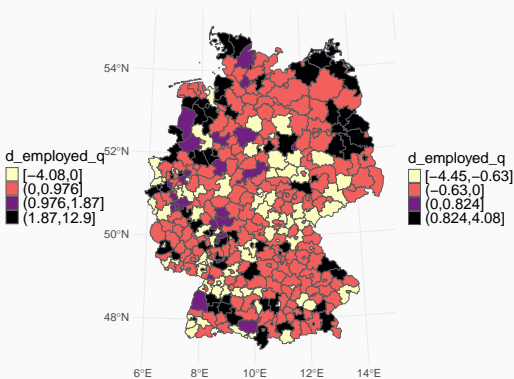 54°N
52°N
50°N
48°N
6°E 8°E 10°E 12°E 14°E
d_employed_q
[−4.08,0]
(0,0.976]
(0.976,1.87]
(1.87,12.9]
d_employed_q
[−4.45,−0.63]
(−0.63,0]
(0,0.824]
(0.824,4.08]